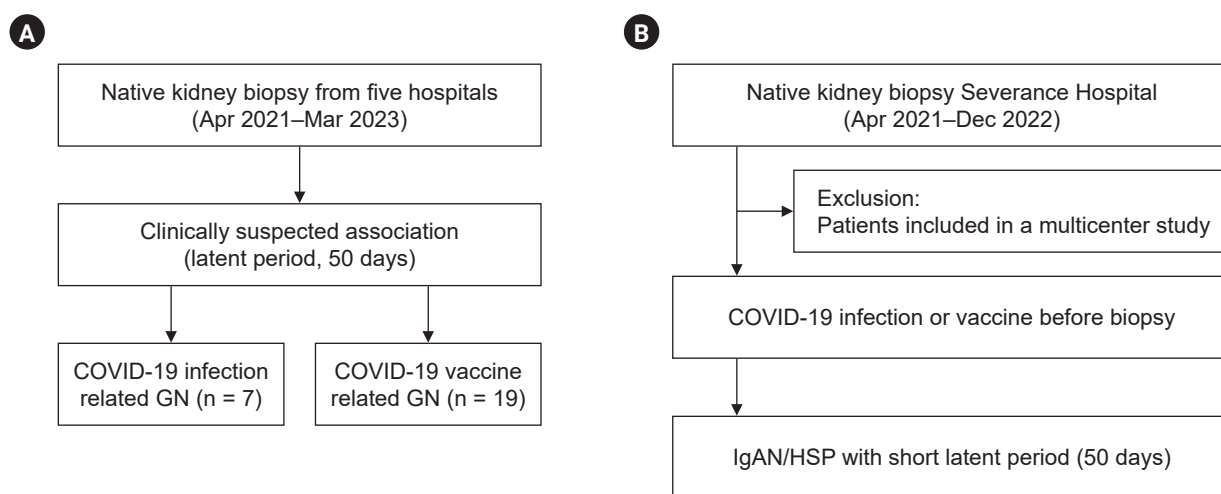 A
Native kidney biopsy from five hospitals
(Apr 2021–Mar 2023)
Clinically suspected association
(latent period, 50 days)
COVID-19 infection
related GN (n = 7)
COVID-19 vaccine
related GN (n = 19)
B
Native kidney biopsy Severance Hospital
(Apr 2021–Dec 2022)
Exclusion:
Patients included in a multicenter study
COVID-19 infection or vaccine before biopsy
IgAN/HSP with short latent period (50 days)